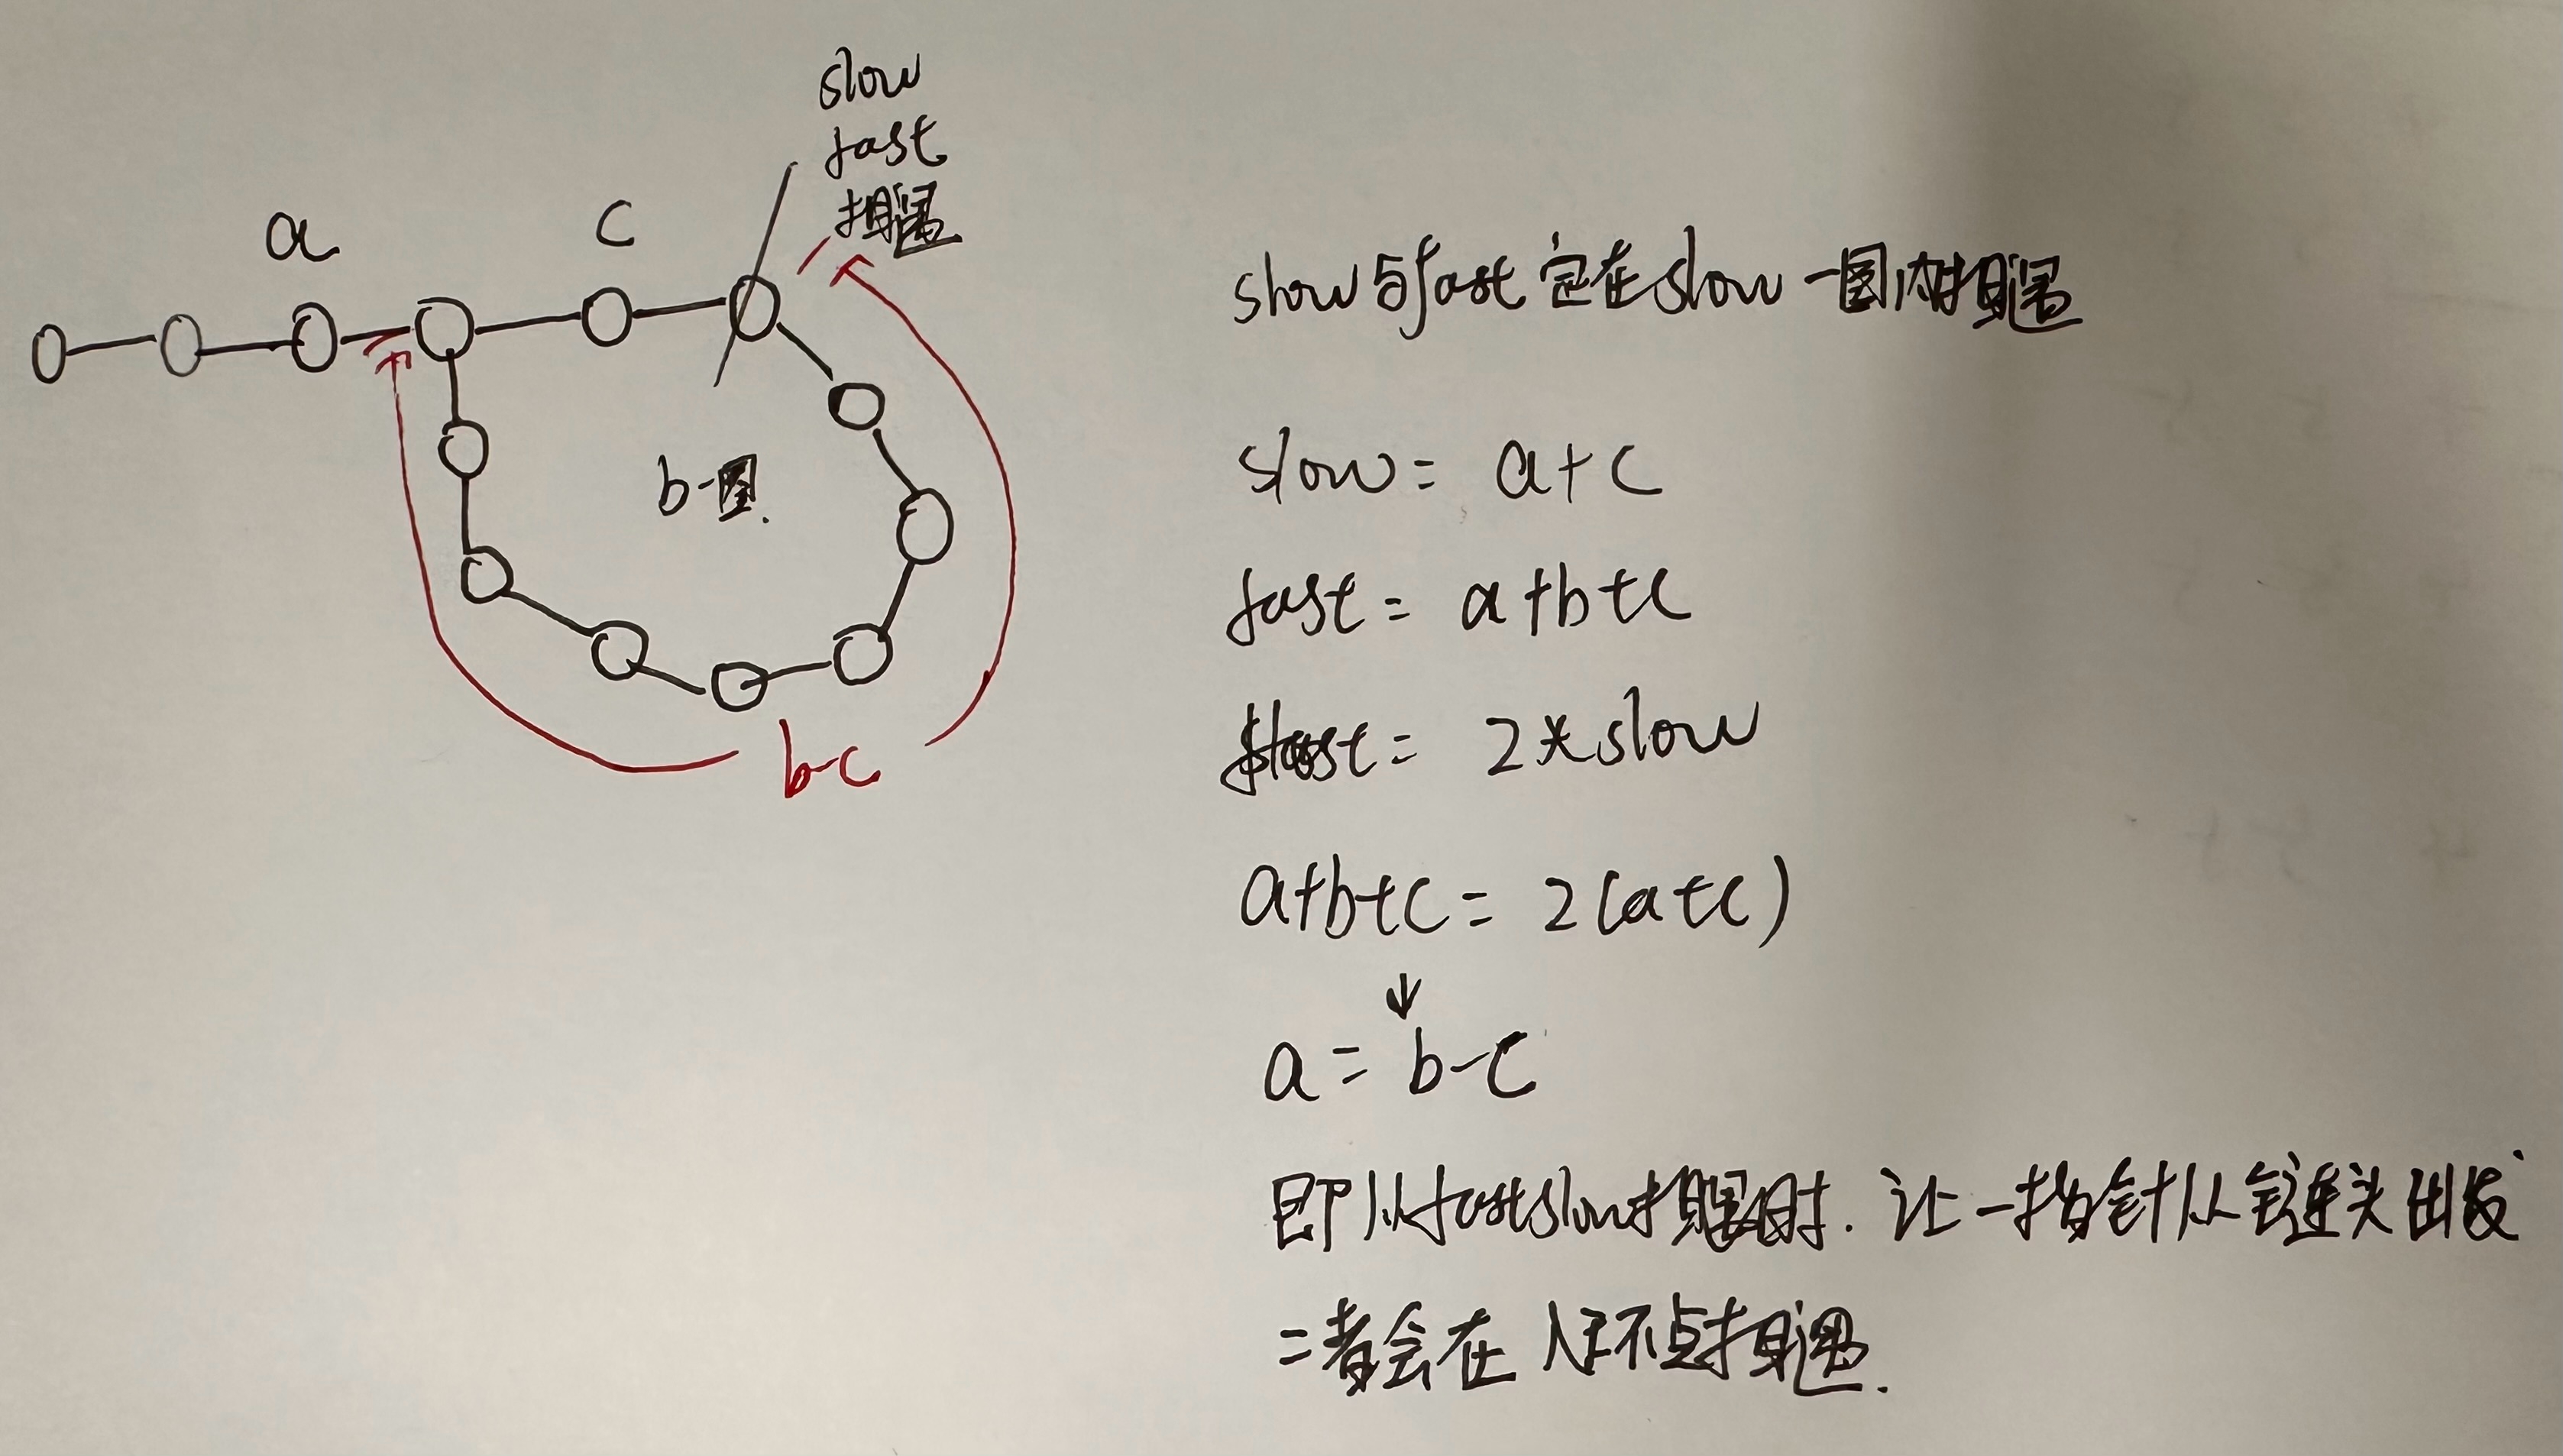 slow
fast
相遇
a
c
b一圈.
b-c
slow与fast 定在slow 一圈内相遇
slow = a+c
fast = a+b+c
fast = 2*slow
a+b+c = 2(a+c)
↓
a = b-c
即从fastslow相遇时. 让一指针从链头出发
二者会在入环点相遇.